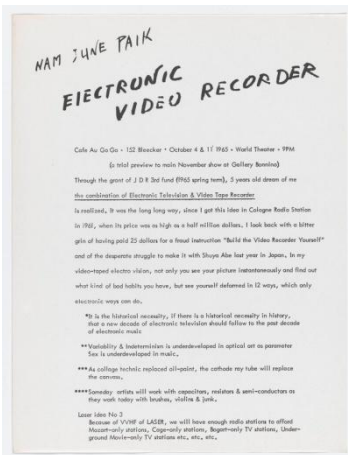 NAM JUNE PAIK
ELECTRONIC
VIDEO RECORDER
Cafe Au Go Go • 152 Bleecker • October 4 & 11 1965 • World Theater • 9PM
(a trial preview to main November show at Gallery Bonnino)
Through the grant of J D R 3rd fund (1965 spring term), 5 years old dream of me
the combination of Electronic Television & Video Tape Recorder
is realized. It was the long long way, since I got this idea in Cologne Radio Station
in 1961, when its price was as high as a half million dollars. I look back with a bitter
grin of having paid 25 dollars for a fraud instruction "Build the Video Recorder Yourself"
and of the desperate struggle to make it with Shuya Abe last year in Japan. In my
video-taped electro vision, not only you see your picture instantaneously and find out
what kind of bad habits you have, but see yourself deformed in 12 ways, which only
electronic ways can do.
*It is the historical necessity, if there is a historical necessity in history,
that a new decade of electronic television should follow to the past decade
of electronic music
**Variability & Indeterminism is underdeveloped in optical art as parameter
Sex is underdeveloped in music.
***As collage technic replaced oil-paint, the cathode ray tube will replace
the canvas.
****Someday artists will work with capacitors, resistors & semi-conductors as
they work today with brushes, violins & junk.
Laser idea No 3
Because of VVHF of LASER, we will have enough radio stations to afford
Mozart-only stations, Cage-only stations, Bogart-only TV stations, Under-
ground Movie-only TV stations etc. etc. etc.